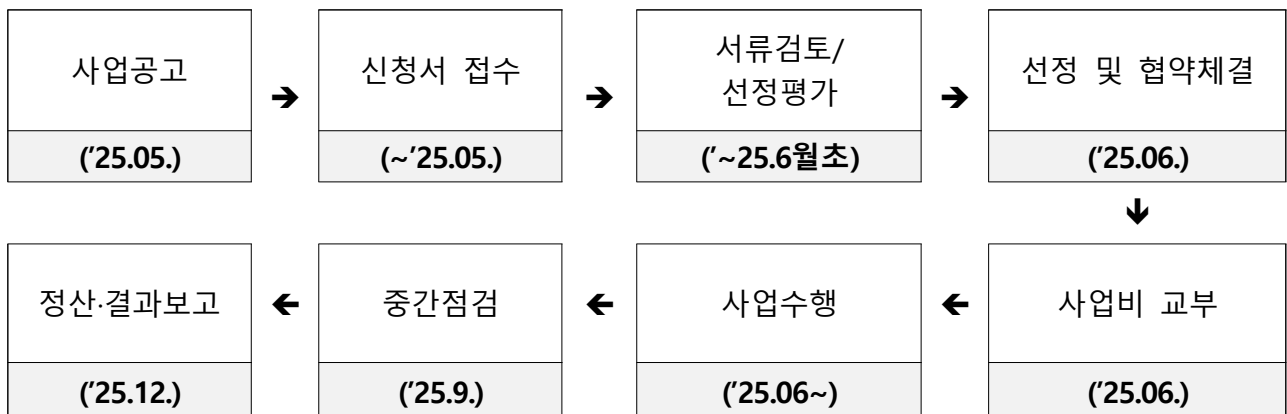 사업공고
➔
신청서 접수
➔
서류검토/
선정평가
➔
선정 및 협약체결
('25.05.)
(~'25.05.)
('~25.6월초)
('25.06.)
🡻
정산·결과보고
🡸
중간점검
🡸
사업수행
🡸
사업비 교부
('25.12.)
('25.9.)
('25.06~)
('25.06.)